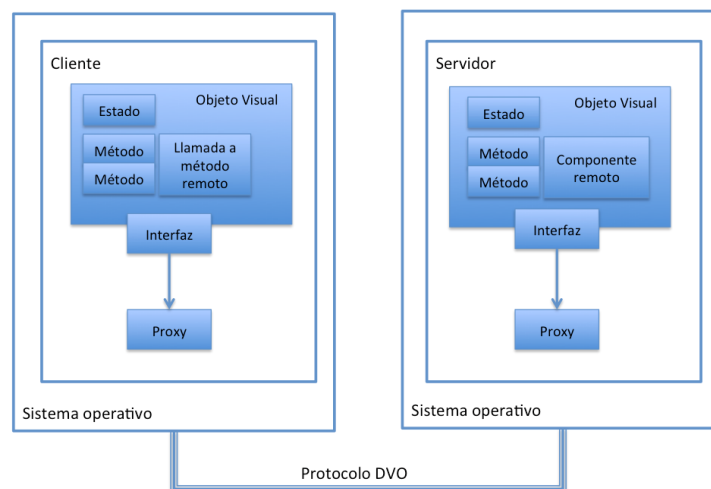 Cliente
Objeto Visual
Estado
Método
Método
Llamada a
método
remoto
Interfaz
Proxy
Sistema operativo
Servidor
Objeto Visual
Estado
Método
Método
Componente
remoto
Interfaz
Proxy
Sistema operativo
Protocolo DVO